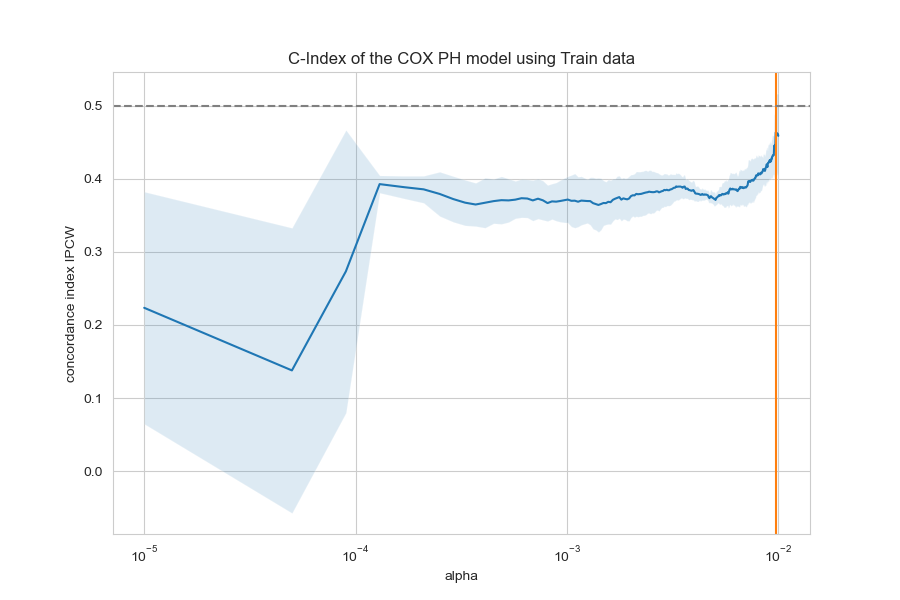 C-Index of the COX PH model using Train data
concordance index IPCW
0.5
0.4
0.3
0.2
0.1
0.0
10⁻⁵ 10⁻⁴ 10⁻³ 10⁻²
alpha